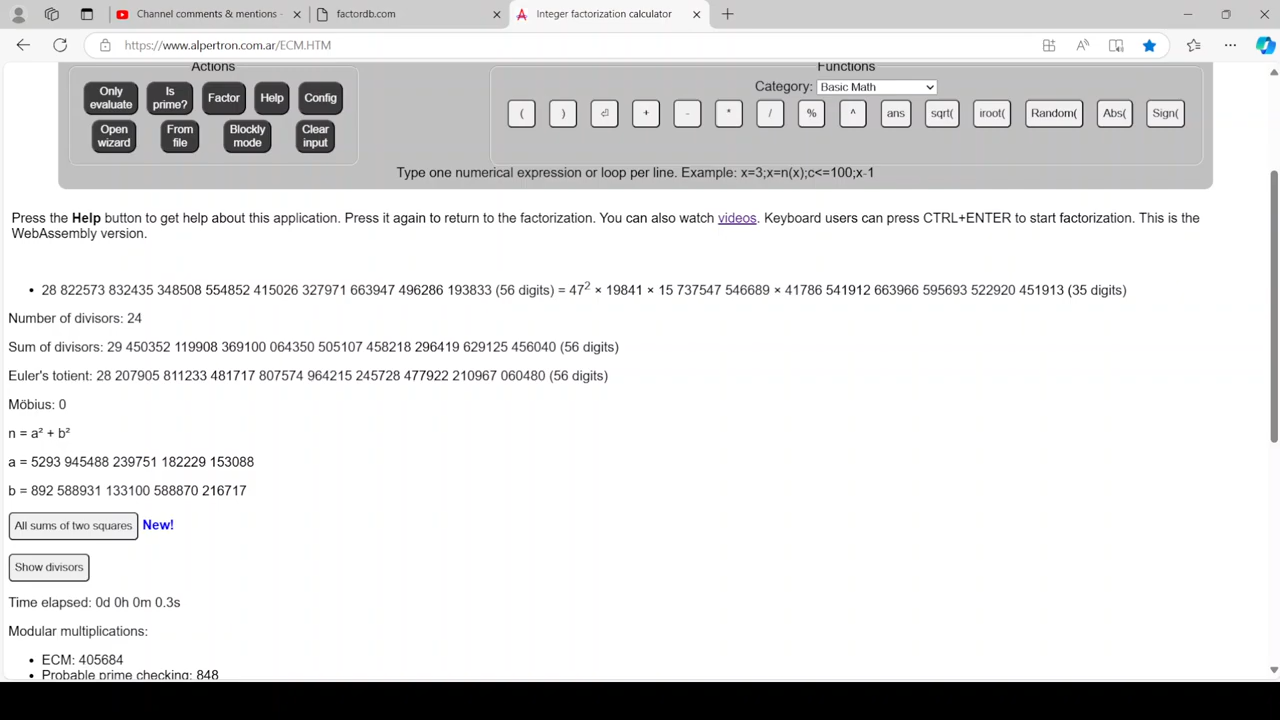 Channel comments & mentions -
factordb.com
Integer factorization calculator
https://www.alpertron.com.ar/ECM.HTM
Actions
Functions
Only evaluate
Is prime?
Factor
Help
Config
Open wizard
From file
Blockly mode
Clear input
Category: Basic Math
( ) ⏎ + - * / % ^ ans sqrt( iroot( Random( Abs( Sign(
Type one numerical expression or loop per line. Example: x=3;x=n(x);c<=100;x-1
Press the Help button to get help about this application. Press it again to return to the factorization. You can also watch videos. Keyboard users can press CTRL+ENTER to start factorization. This is the
WebAssembly version.
• 28 822573 832435 348508 554852 415026 327971 663947 496286 193833 (56 digits) = 47² × 19841 × 15 737547 546689 × 41786 541912 663966 595693 522920 451913 (35 digits)
Number of divisors: 24
Sum of divisors: 29 450352 119908 369100 064350 505107 458218 296419 629125 456040 (56 digits)
Euler's totient: 28 207905 811233 481717 807574 964215 245728 477922 210967 060480 (56 digits)
Möbius: 0
n = a² + b²
a = 5293 945488 239751 182229 153088
b = 892 588931 133100 588870 216717
All sums of two squares New!
Show divisors
Time elapsed: 0d 0h 0m 0.3s
Modular multiplications:
• ECM: 405684
• Probable prime checking: 848